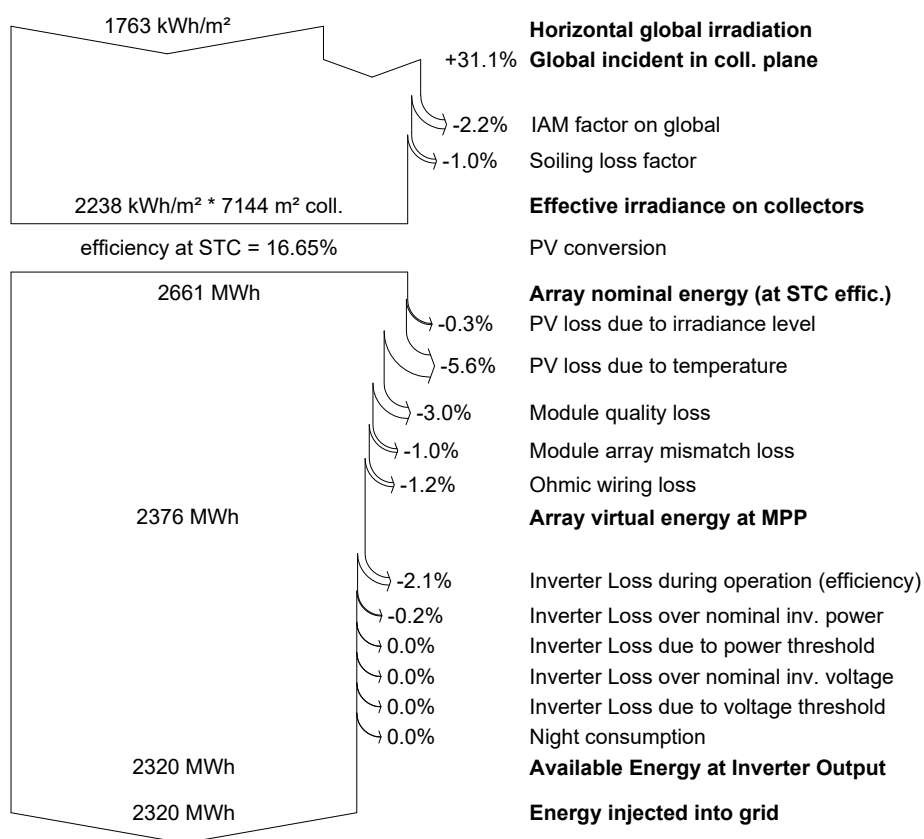 1763 kWh/m² Horizontal global irradiation
+31.1% Global incident in coll. plane
-2.2% IAM factor on global
-1.0% Soiling loss factor
2238 kWh/m² * 7144 m² coll. Effective irradiance on collectors
efficiency at STC = 16.65% PV conversion
2661 MWh Array nominal energy (at STC effic.)
-0.3% PV loss due to irradiance level
-5.6% PV loss due to temperature
-3.0% Module quality loss
-1.0% Module array mismatch loss
-1.2% Ohmic wiring loss
2376 MWh Array virtual energy at MPP
-2.1% Inverter Loss during operation (efficiency)
-0.2% Inverter Loss over nominal inv. power
0.0% Inverter Loss due to power threshold
0.0% Inverter Loss over nominal inv. voltage
0.0% Inverter Loss due to voltage threshold
0.0% Night consumption
2320 MWh Available Energy at Inverter Output
2320 MWh Energy injected into grid